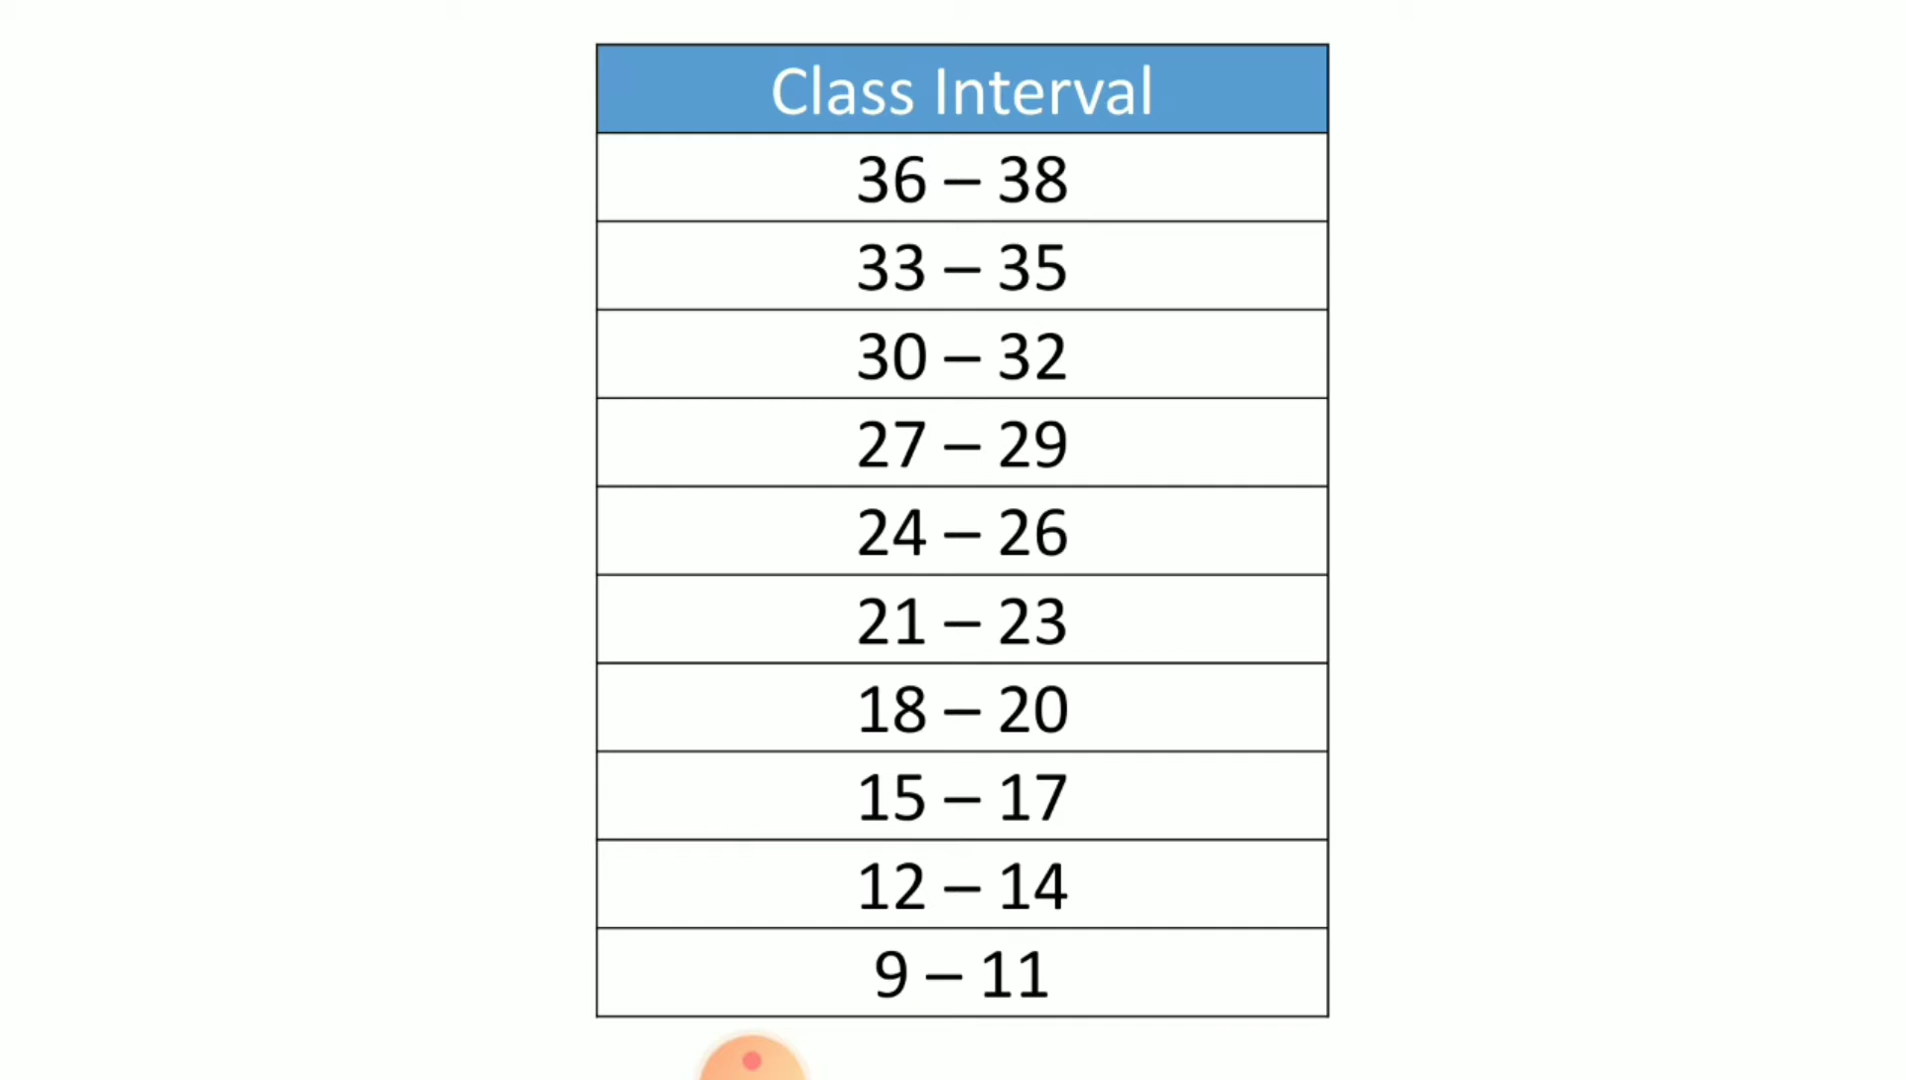 Class Interval
36 – 38
33 – 35
30 – 32
27 – 29
24 – 26
21 – 23
18 – 20
15 – 17
12 – 14
9 – 11